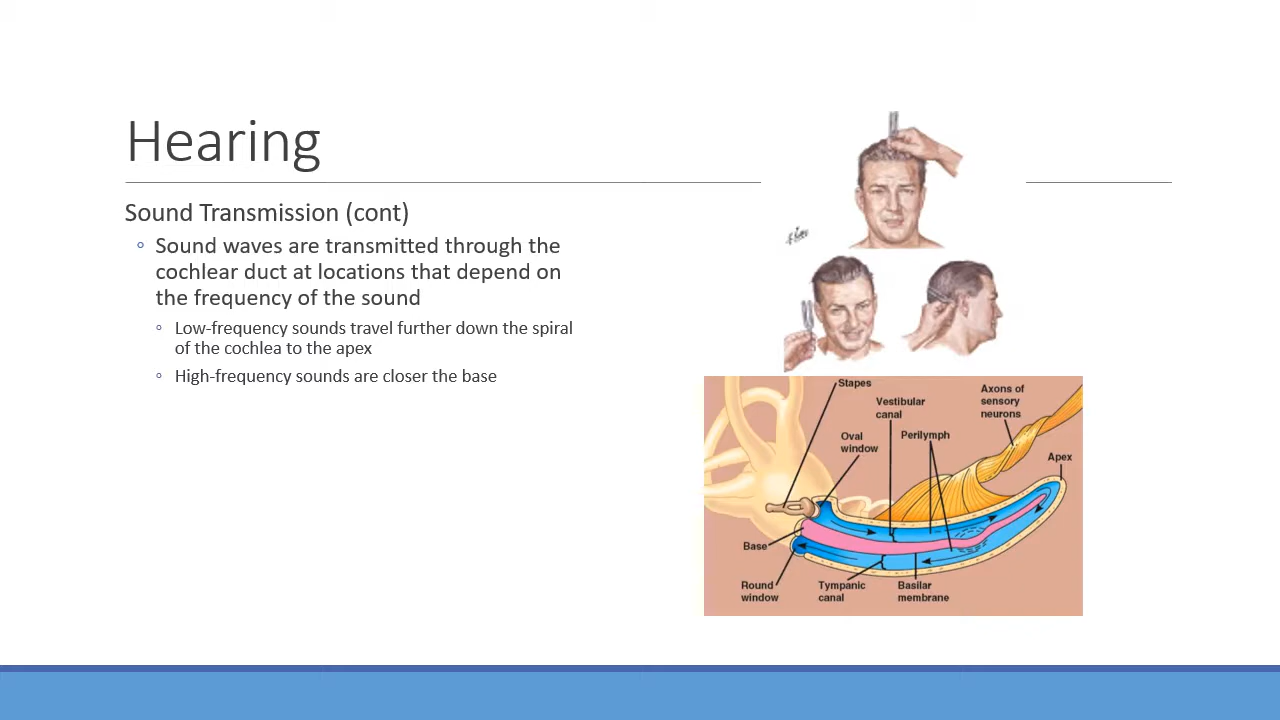 Hearing
Sound Transmission (cont)
◦ Sound waves are transmitted through the
cochlear duct at locations that depend on
the frequency of the sound
◦ Low-frequency sounds travel further down the spiral
of the cochlea to the apex
◦ High-frequency sounds are closer the base
Stapes
Vestibular
canal
Axons of
sensory
neurons
Oval
window
Perilymph
Apex
Base
Round
window
Tympanic
canal
Basilar
membrane